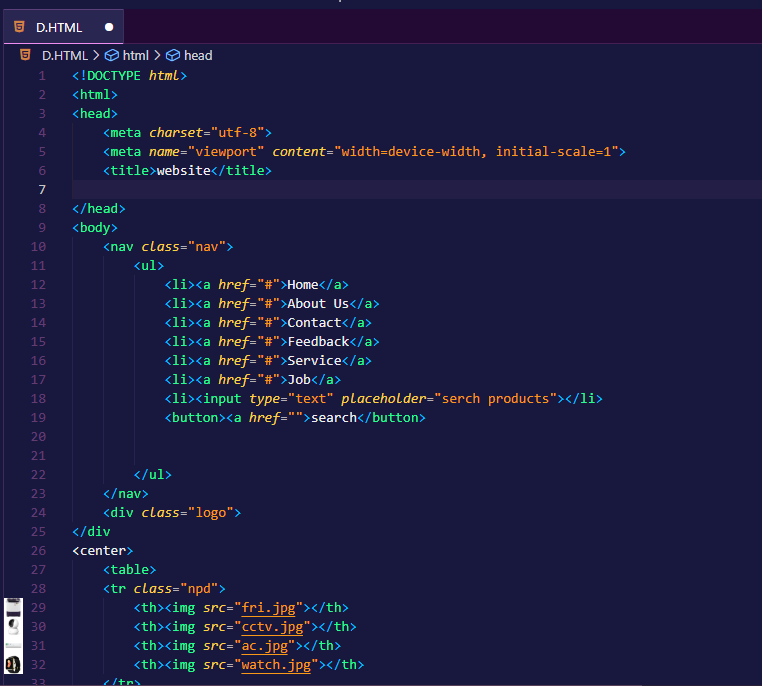 D.HTML
D.HTML > html > head
1 <!DOCTYPE html>
2 <html>
3 <head>
4 <meta charset="utf-8">
5 <meta name="viewport" content="width=device-width, initial-scale=1">
6 <title>website</title>
7
8 </head>
9 <body>
10 <nav class="nav">
11 <ul>
12 <li><a href="#">Home</a>
13 <li><a href="#">About Us</a>
14 <li><a href="#">Contact</a>
15 <li><a href="#">Feedback</a>
16 <li><a href="#">Service</a>
17 <li><a href="#">Job</a>
18 <li><input type="text" placeholder="serch products"></li>
19 <button><a href="">search</button>
20
21
22 </ul>
23 </nav>
24 <div class="logo">
25 </div
26 <center>
27 <table>
28 <tr class="npd">
29 <th><img src="fri.jpg"></th>
30 <th><img src="cctv.jpg"></th>
31 <th><img src="ac.jpg"></th>
32 <th><img src="watch.jpg"></th>
33 </tr>